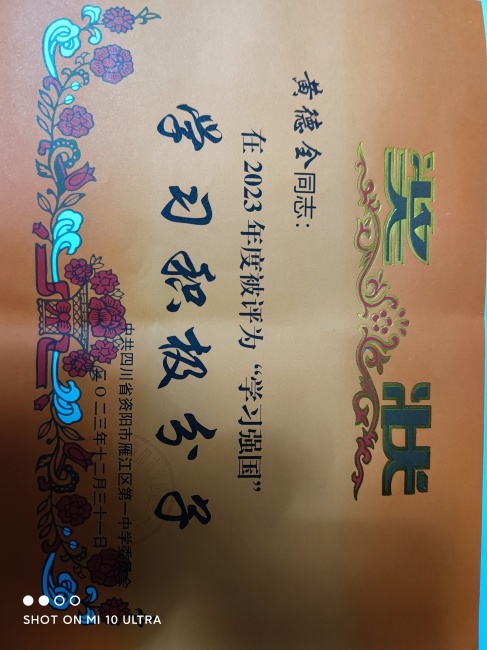 奖状
黄德全同志：
在2023年度被评为“学习强国”
学习积极分子
中共四川省资阳市雁江区第一中学委员会
二〇二三年十二月三十一日
SHOT ON MI 10 ULTRA